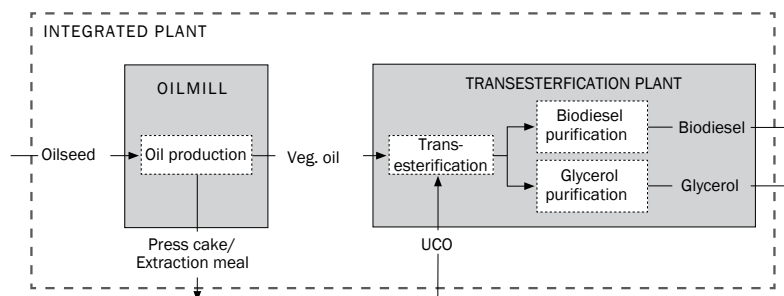 INTEGRATED PLANT
OILMILL
TRANSESTERFICATION PLANT
Oilseed
Oil production
Veg. oil
Trans-
esterification
Biodiesel
purification
Biodiesel
Glycerol
purification
Glycerol
Press cake/
Extraction meal
UCO